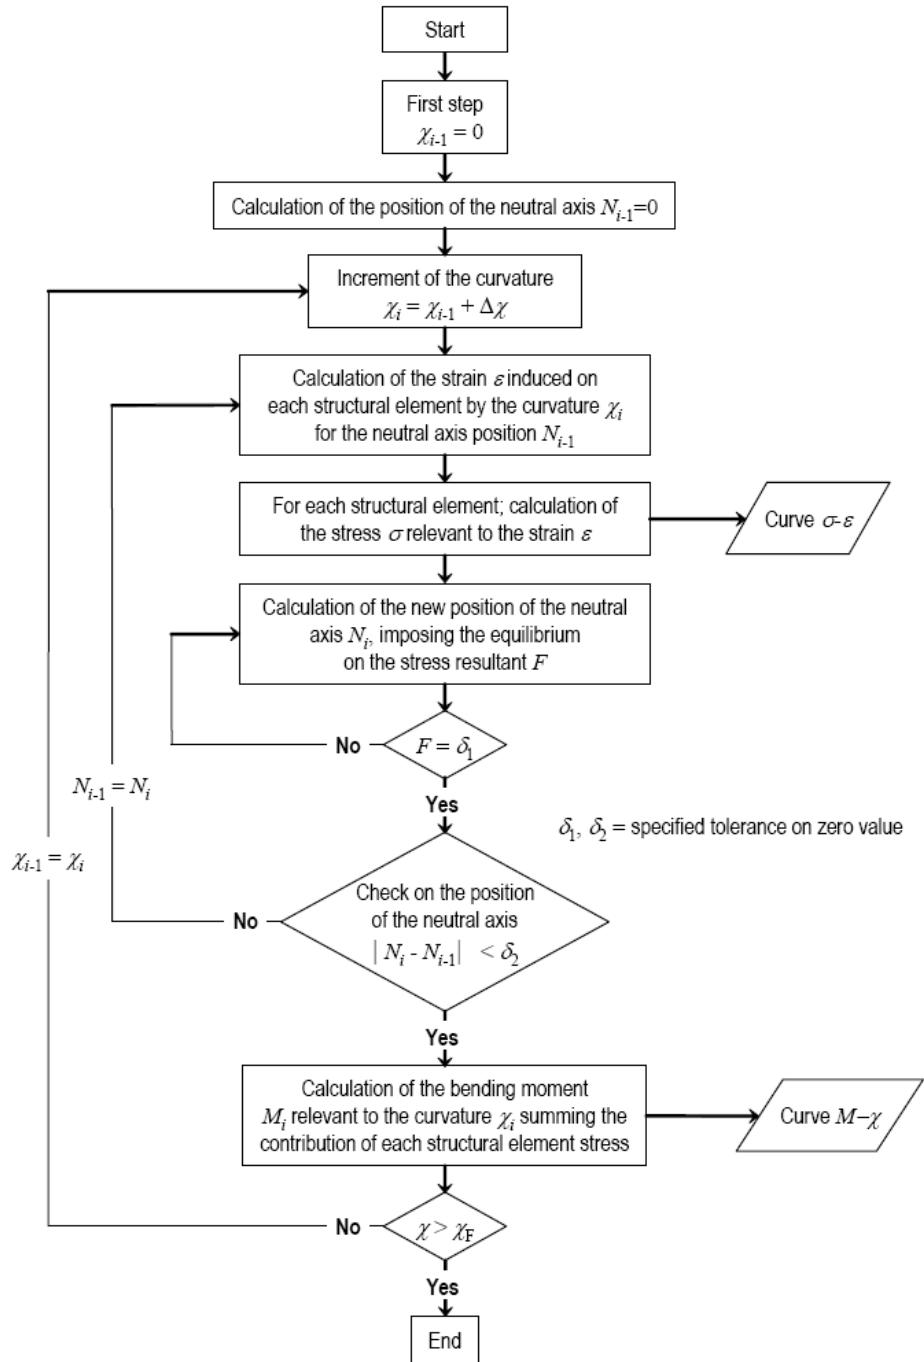 Start
First step
χi-1 = 0
Calculation of the position of the neutral axis Ni-1=0
Increment of the curvature
χi = χi-1 + Δχ
Calculation of the strain ε induced on
each structural element by the curvature χi
for the neutral axis position Ni-1
For each structural element; calculation of
the stress σ relevant to the strain ε
Curve σ-ε
Calculation of the new position of the neutral
axis Ni, imposing the equilibrium
on the stress resultant F
No
F = δ1
Ni-1 = Ni
Yes
δ1, δ2 = specified tolerance on zero value
χi-1 = χi
Check on the position
of the neutral axis
No
| Ni - Ni-1| < δ2
Yes
Calculation of the bending moment
Mi relevant to the curvature χi summing the
contribution of each structural element stress
Curve M–χ
No
χ > χF
Yes
End